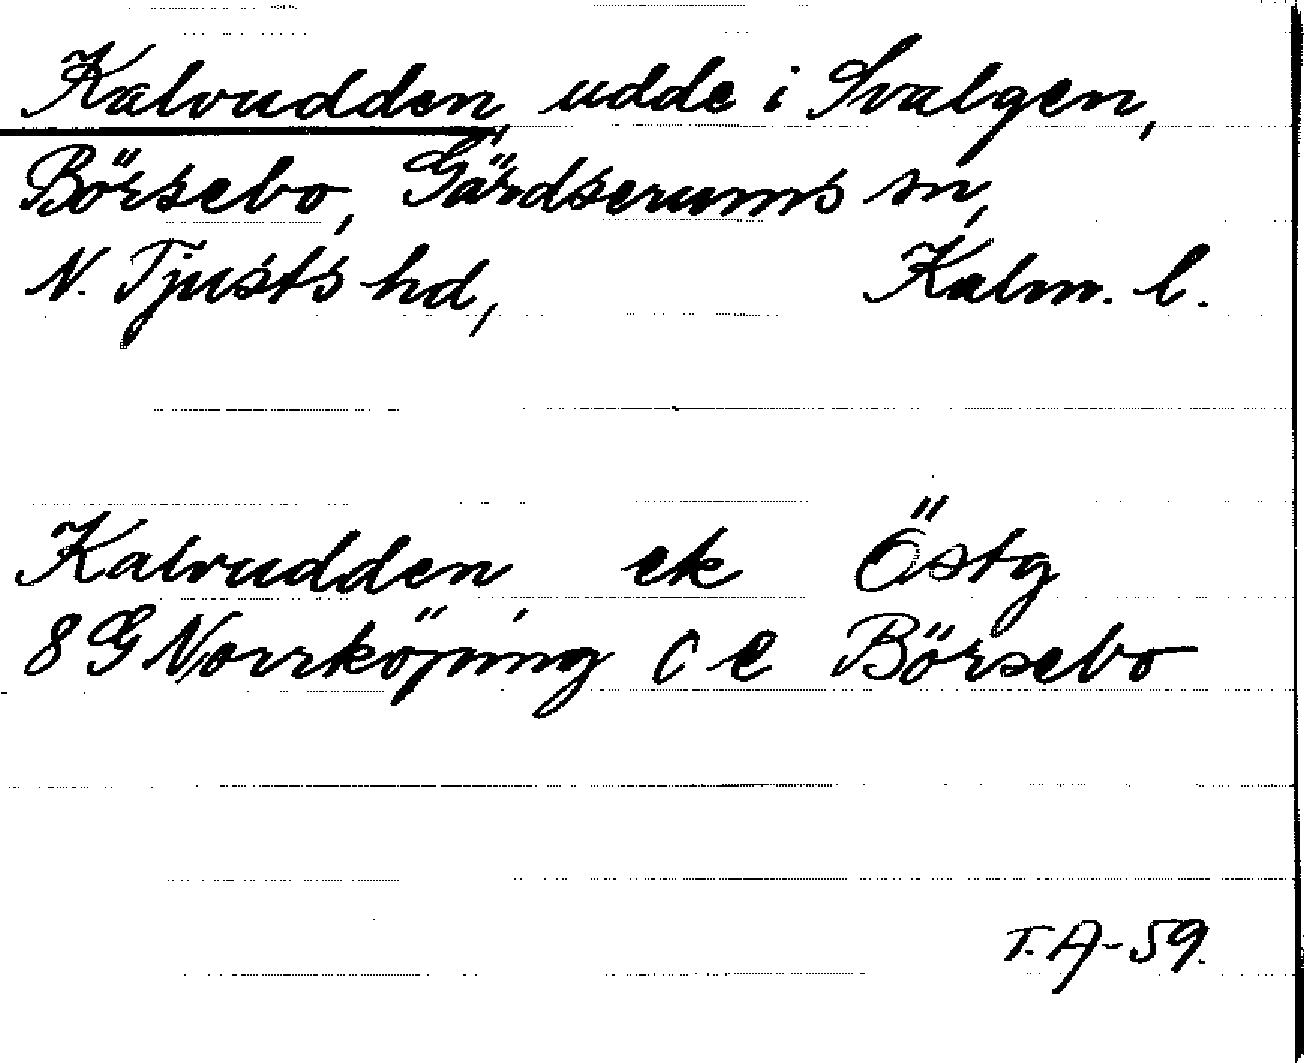 Kalvudden, udde i Svalgen,
Börsebo, Gärdserums sn,
N. Tjusts hd, Kalm. l.
Kalvudden ek Östg
8 G Norrköping c e Börsebo
T. A-59.